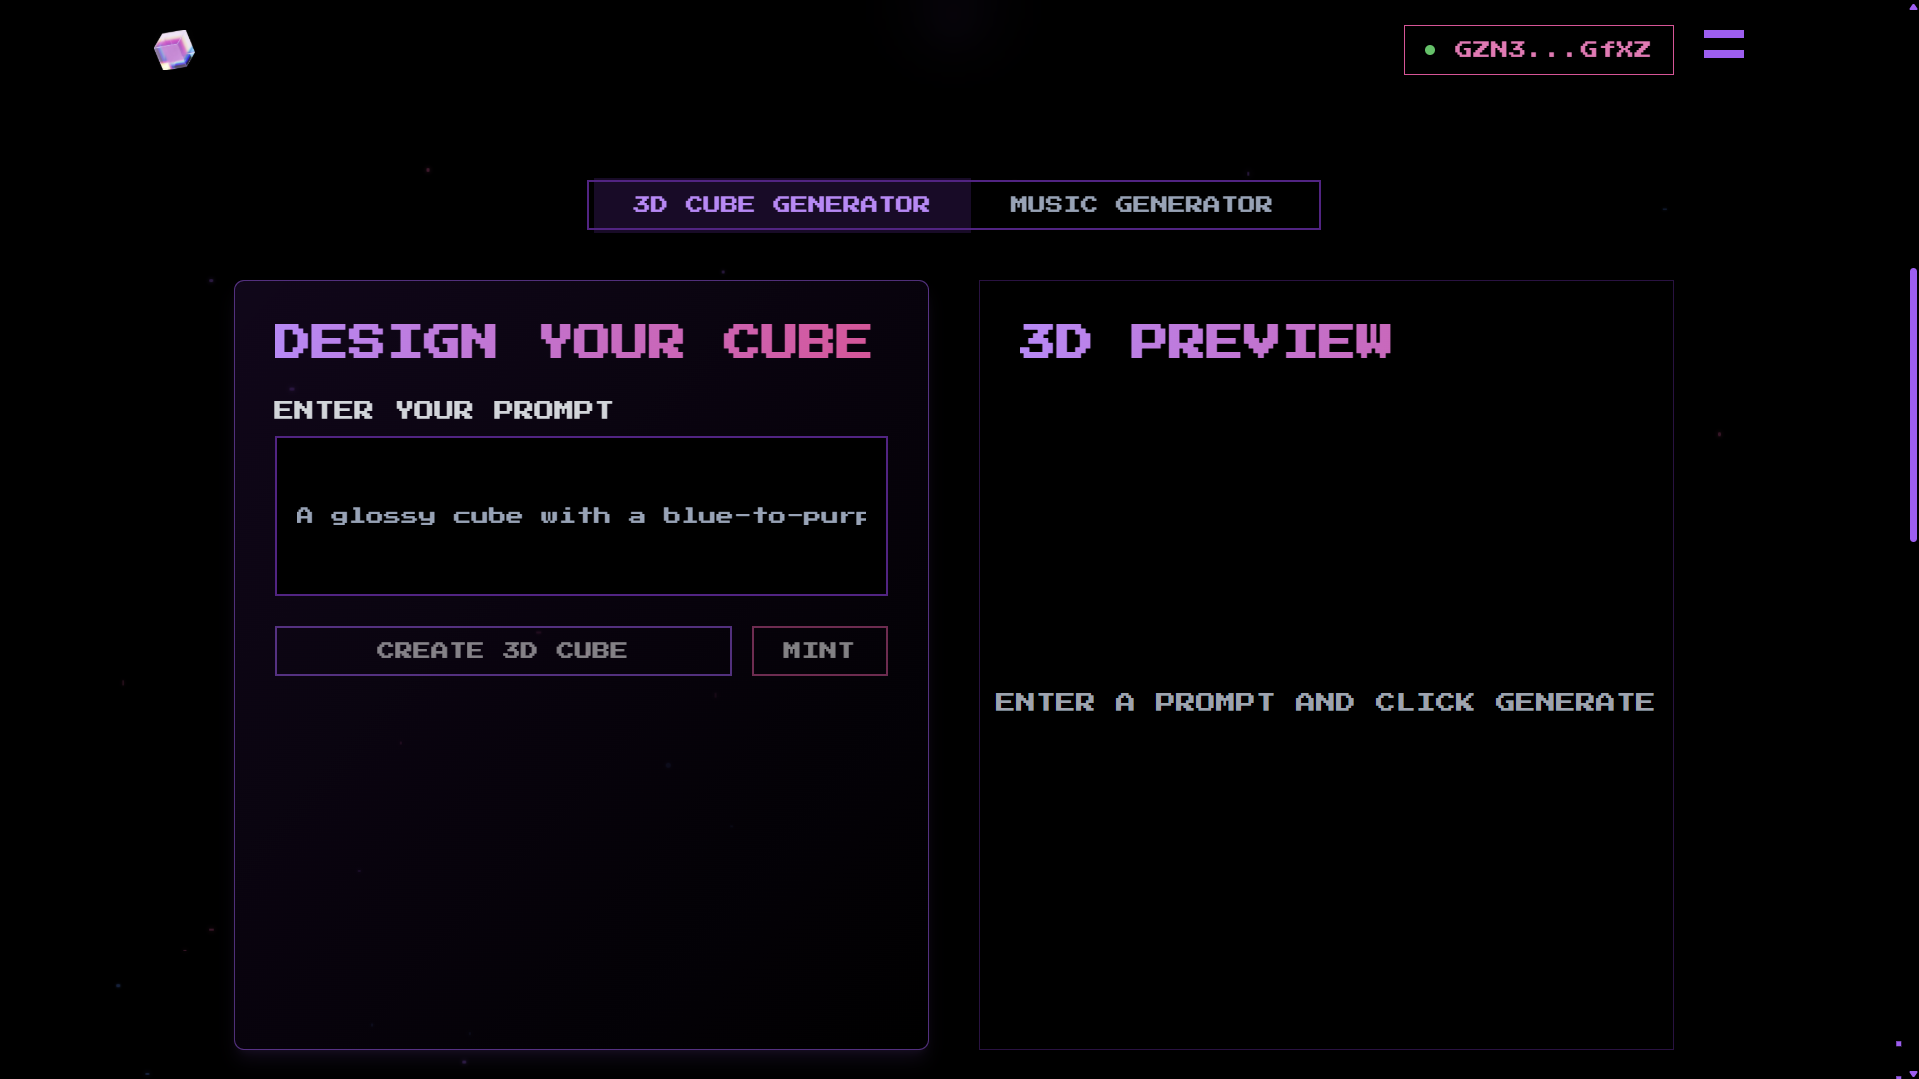 GZN3...GfXZ
3D CUBE GENERATOR
MUSIC GENERATOR
DESIGN YOUR CUBE
ENTER YOUR PROMPT
A glossy cube with a blue-to-purp
CREATE 3D CUBE
MINT
3D PREVIEW
ENTER A PROMPT AND CLICK GENERATE